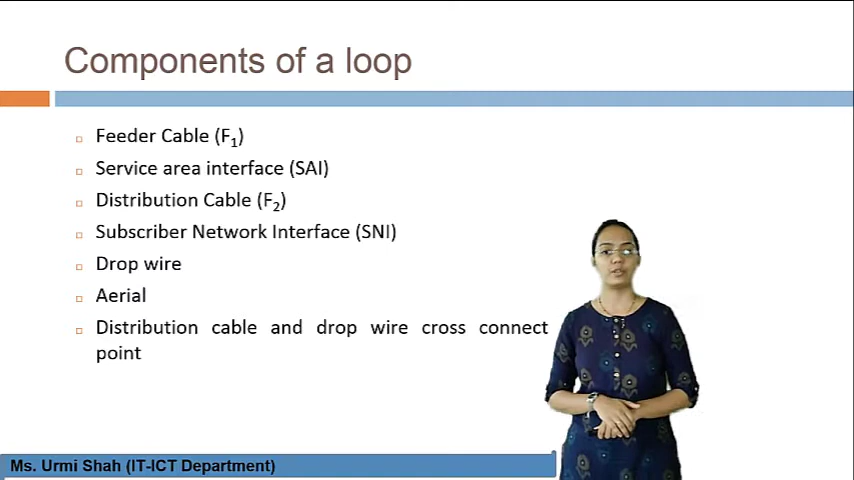 Components of a loop
Feeder Cable (F₁)
Service area interface (SAI)
Distribution Cable (F₂)
Subscriber Network Interface (SNI)
Drop wire
Aerial
Distribution cable and drop wire cross connect
point
Ms. Urmi Shah (IT-ICT Department)